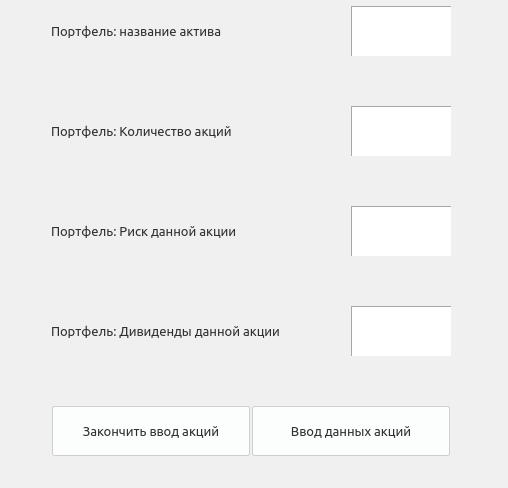 Портфель: название актива
Портфель: Количество акций
Портфель: Риск данной акции
Портфель: Дивиденды данной акции
Закончить ввод акций
Ввод данных акций